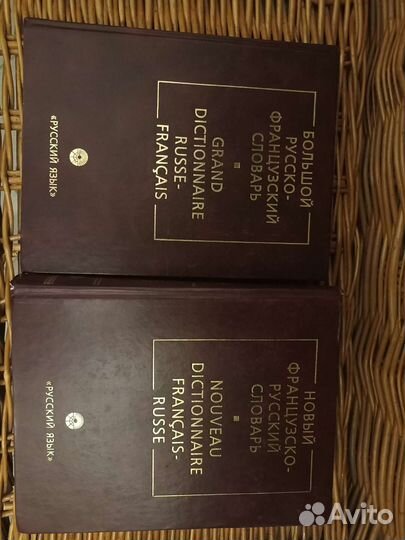 БОЛЬШОЙ
РУССКО-
ФРАНЦУЗСКИЙ
СЛОВАРЬ
GRAND
DICTIONNAIRE
RUSSE-
FRANÇAIS
«РУССКИЙ ЯЗЫК»
НОВЫЙ
ФРАНЦУЗСКО-
РУССКИЙ
СЛОВАРЬ
NOUVEAU
DICTIONNAIRE
FRANÇAIS-
RUSSE
«РУССКИЙ ЯЗЫК»
Avito